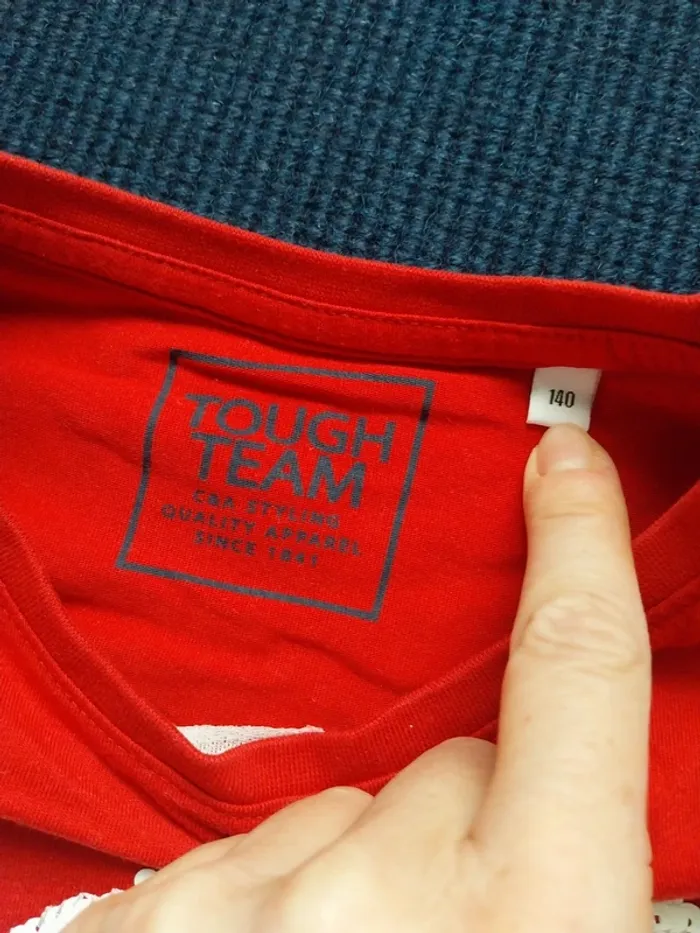 TOUGH
TEAM
C&A STYLING
QUALITY APPAREL
SINCE 1841
140